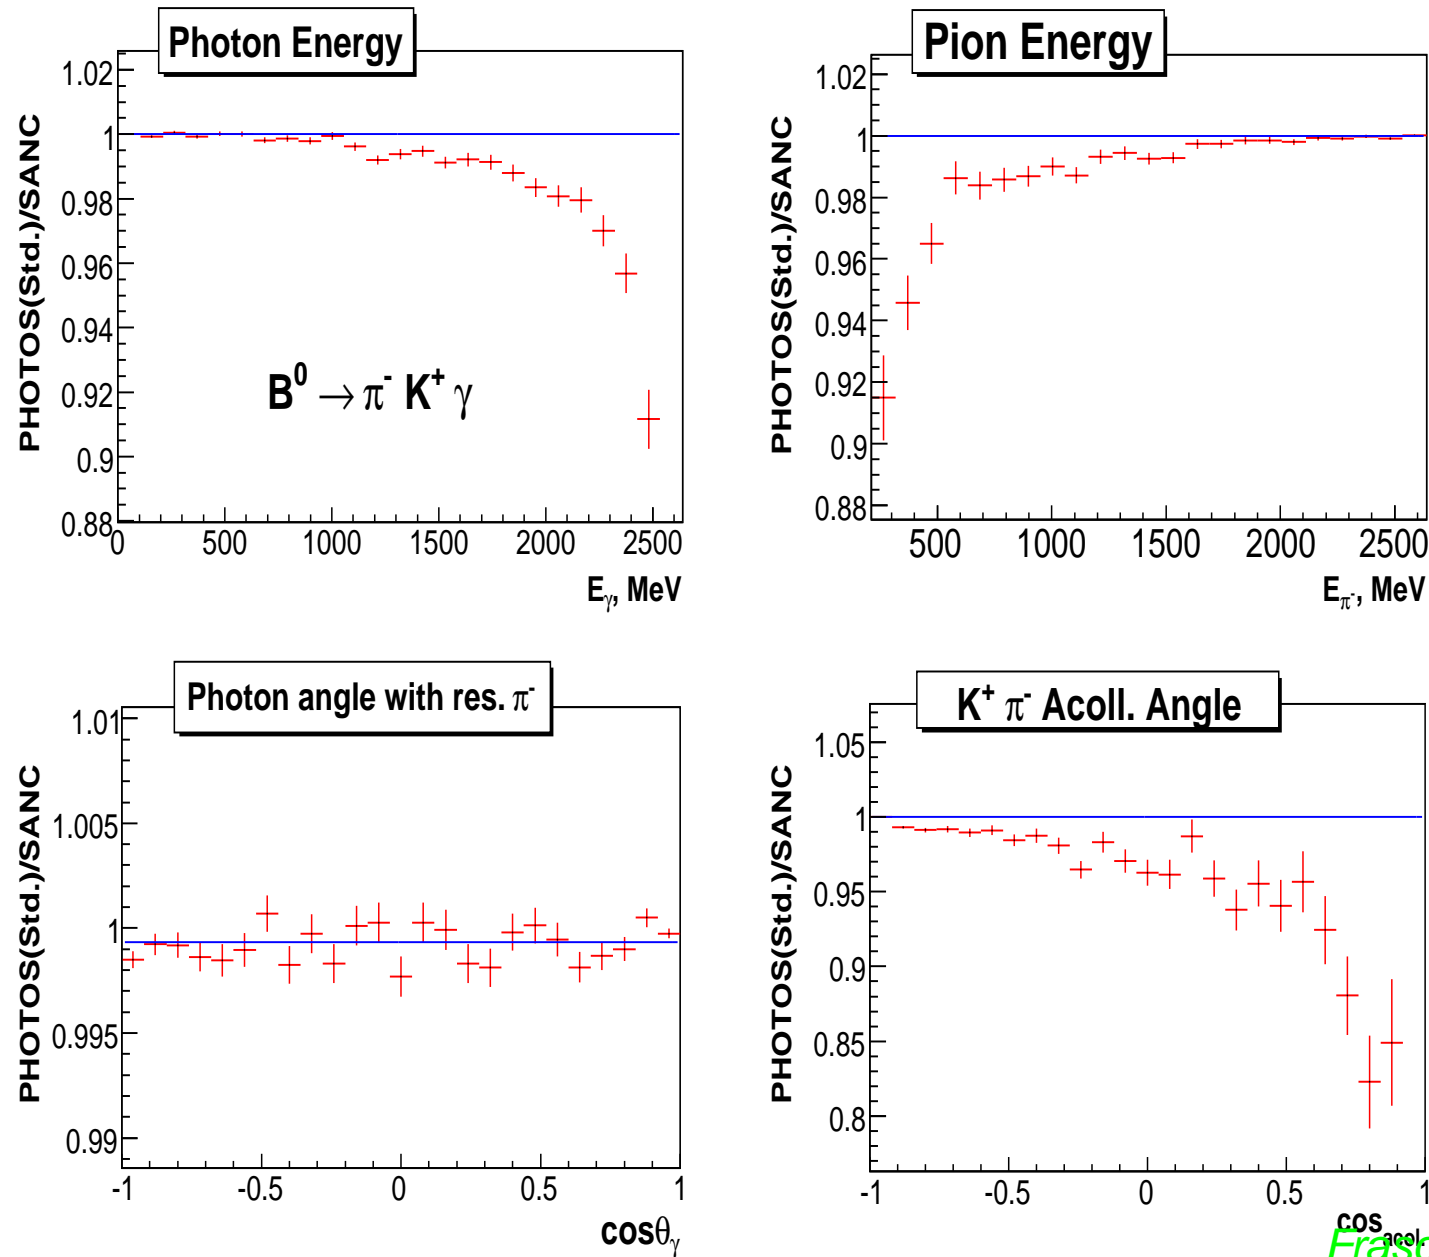 Photon Energy
PHOTOS(Std.)/SANC
1.02
1
0.98
0.96
0.94
0.92
0.9
0.88
B⁰ → π⁻ K⁺ γ
0 500 1000 1500 2000 2500
E_γ, MeV
Pion Energy
PHOTOS(Std.)/SANC
1.02
1
0.98
0.96
0.94
0.92
0.9
0.88
500 1000 1500 2000 2500
E_π⁻, MeV
Photon angle with res. π⁻
PHOTOS(Std.)/SANC
1.01
1.005
1
0.995
0.99
-1 -0.5 0 0.5 1
cosθ_γ
K⁺ π⁻ Acoll. Angle
PHOTOS(Std.)/SANC
1.05
1
0.95
0.9
0.85
0.8
-1 -0.5 0 0.5 1
cos_acol.